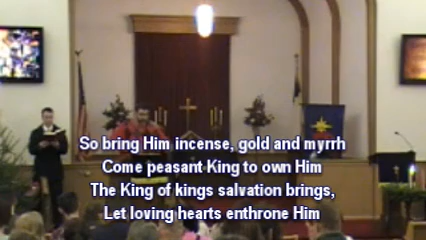 So bring Him incense, gold and myrrh
Come peasant King to own Him
The King of kings salvation brings,
Let loving hearts enthrone Him